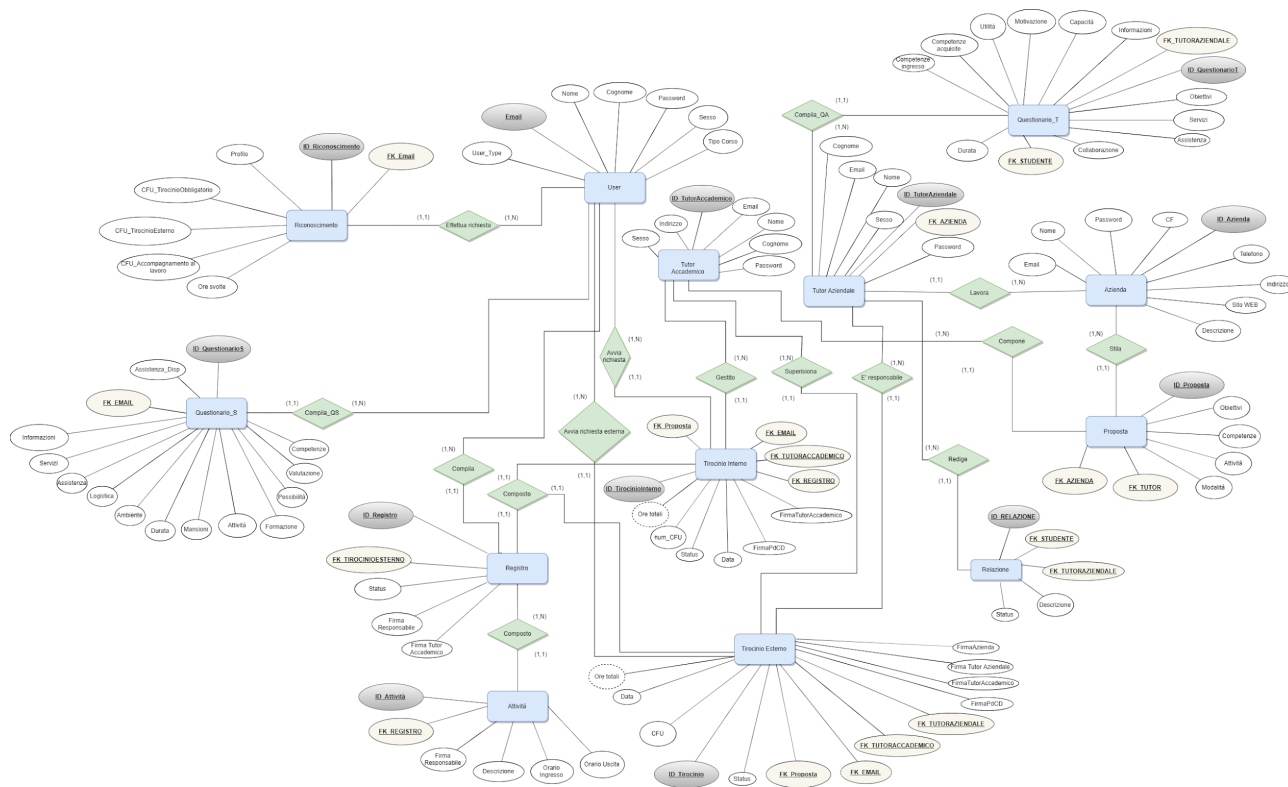 Utilità
Motivazione
Capacità
Competenze
acquisite
Informazioni
FK_TUTORAZIENDALE
Competenze
ingresso
ID_QuestionarioT
Obiettivi
Servizi
Assistenza
Questionario_T
Durata
Collaborazione
FK_STUDENTE
(1,1)
Compila_QA
(1,N)
Nome
Cognome
Password
Email
Sesso
User_Type
Tipo Corso
User
ID_Riconoscimento
Profilo
FK_Email
CFU_TirocinioObbligatorio
CFU_TirocinioEsterno
CFU_Accompagnamento al
lavoro
Ore svolte
Riconoscimento
(1,1)
Effettua richiesta
(1,N)
ID_TutorAccademico
Indirizzo
Email
Nome
Sesso
Cognome
Password
Tutor
Accademico
Cognome
Email
Nome
ID_TutorAziendale
Sesso
FK_AZIENDA
Password
Tutor Aziendale
(1,1)
Lavora
(1,N)
Password
CF
ID_Azienda
Nome
Telefono
Email
Indirizzo
Sito WEB
Descrizione
Azienda
(1,N)
Stila
(1,1)
(1,N)
Compone
(1,1)
ID_Proposta
Obiettivi
Competenze
Attività
Modalità
Proposta
FK_AZIENDA
FK_TUTOR
(1,N)
Avvia
richiesta
(1,1)
(1,N)
Gestito
(1,1)
(1,N)
Supervisiona
(1,1)
(1,N)
E' responsabile
(1,1)
ID_QuestionarioS
Assistenza_Disp
FK_EMAIL
Questionario_S
(1,1)
Compila_QS
(1,N)
Informazioni
Servizi
Assistenza
Logistica
Ambiente
Durata
Mansioni
Attività
Formazione
Possibilità
Valutazione
Competenze
(1,N)
Avvia richiesta esterna
(1,N)
Compila
(1,1)
(1,1)
Composto
(1,1)
FK_Proposta
FK_EMAIL
FK_TUTORACCADEMICO
FK_REGISTRO
Tirocinio Interno
ID_TirocinioInterno
Ore totali
num_CFU
Status
Data
FirmaPdCD
FirmaTutorAccademico
(1,N)
Redige
(1,1)
ID_RELAZIONE
FK_STUDENTE
FK_TUTORAZIENDALE
Relazione
Status
Descrizione
ID_Registro
FK_TIROCINIOESTERNO
Status
Firma
Responsabile
Firma Tutor
Accademico
Registro
(1,N)
Composto
(1,1)
ID_Attività
FK_REGISTRO
Firma
Responsabile
Descrizione
Orario
Ingresso
Orario Uscita
Attività
Tirocinio Esterno
FirmaAzienda
Firma Tutor Aziendale
FirmaTutorAccademico
FirmaPdCD
FK_TUTORAZIENDALE
FK_TUTORACCADEMICO
FK_EMAIL
FK_Proposta
Status
ID_Tirocinio
CFU
Data
Ore totali